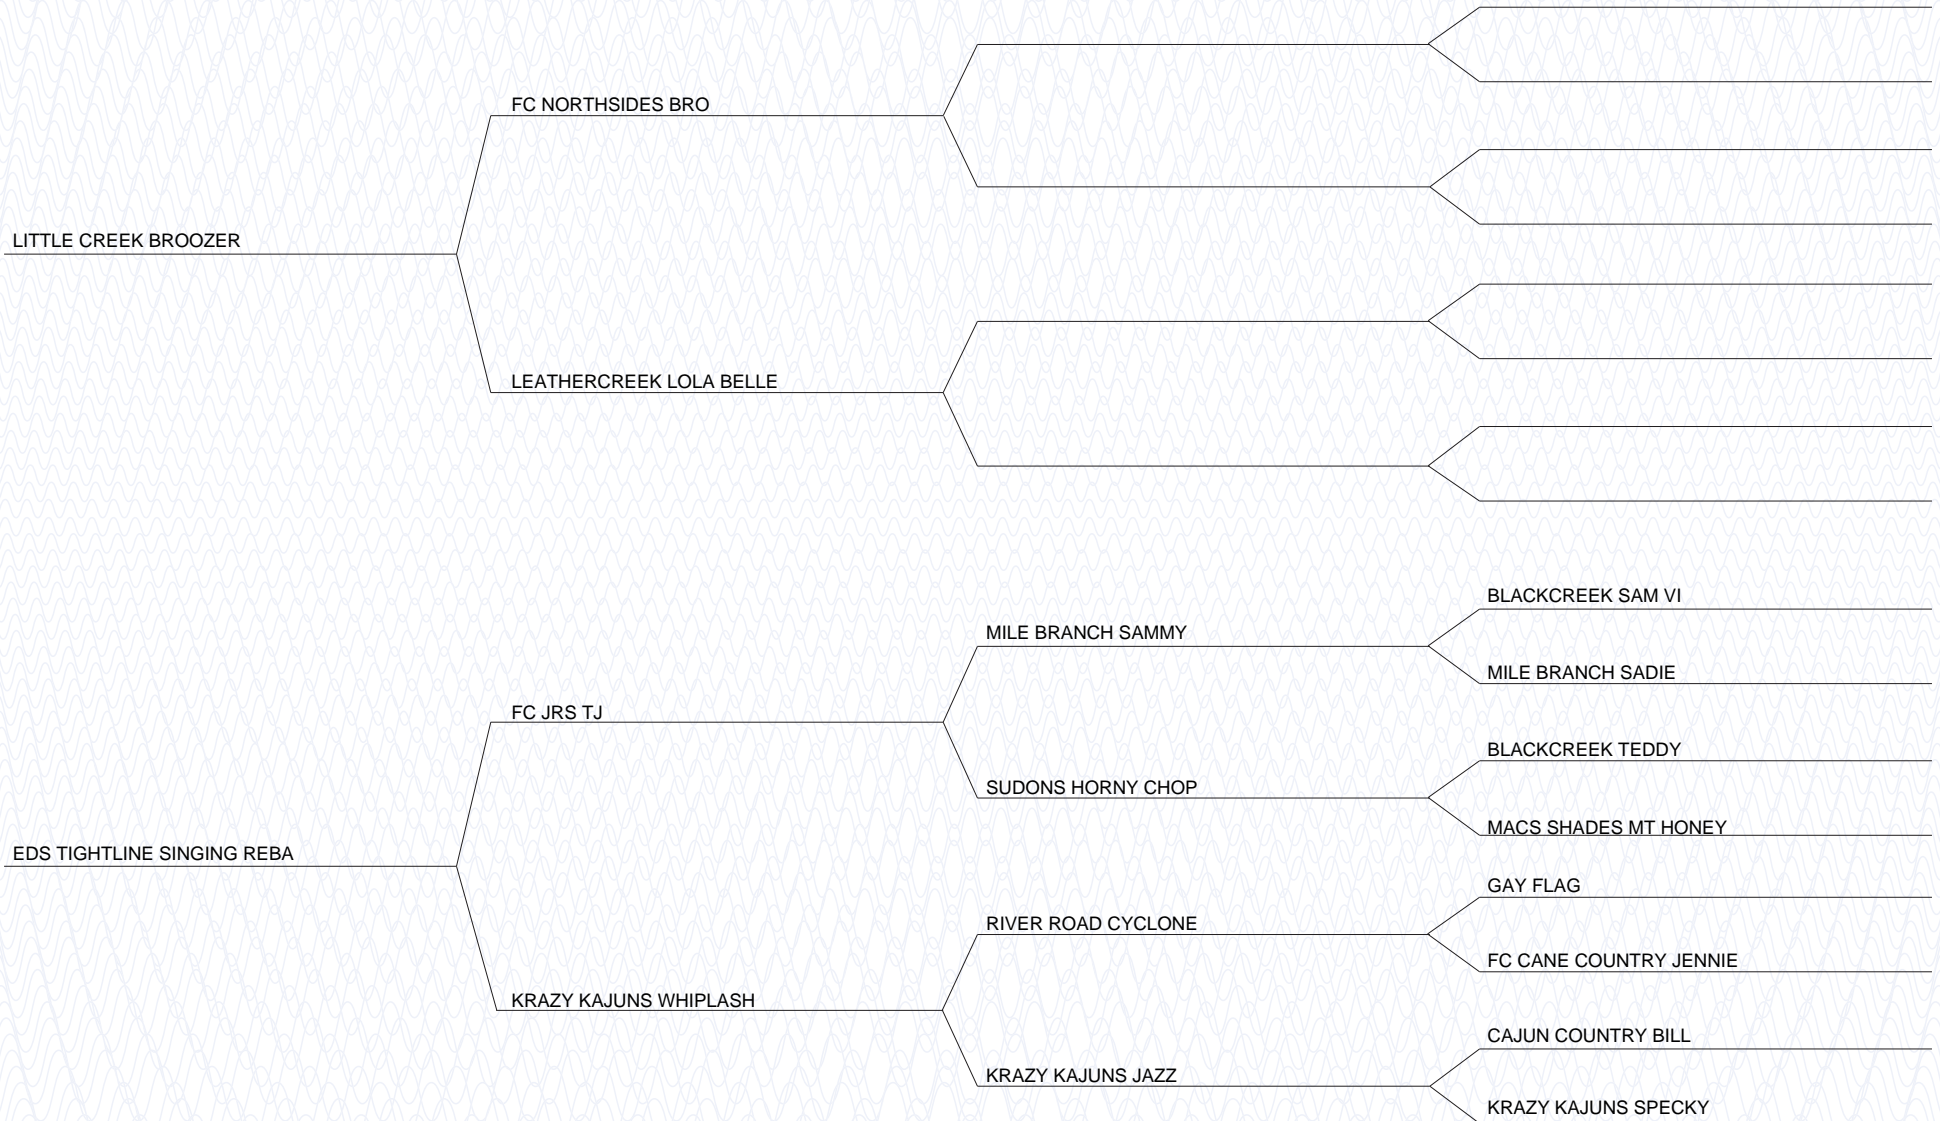 FC NORTHSIDES BRO
LITTLE CREEK BROOZER
LEATHERCREEK LOLA BELLE
BLACKCREEK SAM VI
MILE BRANCH SAMMY
MILE BRANCH SADIE
FC JRS TJ
BLACKCREEK TEDDY
SUDONS HORNY CHOP
MACS SHADES MT HONEY
EDS TIGHTLINE SINGING REBA
GAY FLAG
RIVER ROAD CYCLONE
FC CANE COUNTRY JENNIE
KRAZY KAJUNS WHIPLASH
CAJUN COUNTRY BILL
KRAZY KAJUNS JAZZ
KRAZY KAJUNS SPECKY